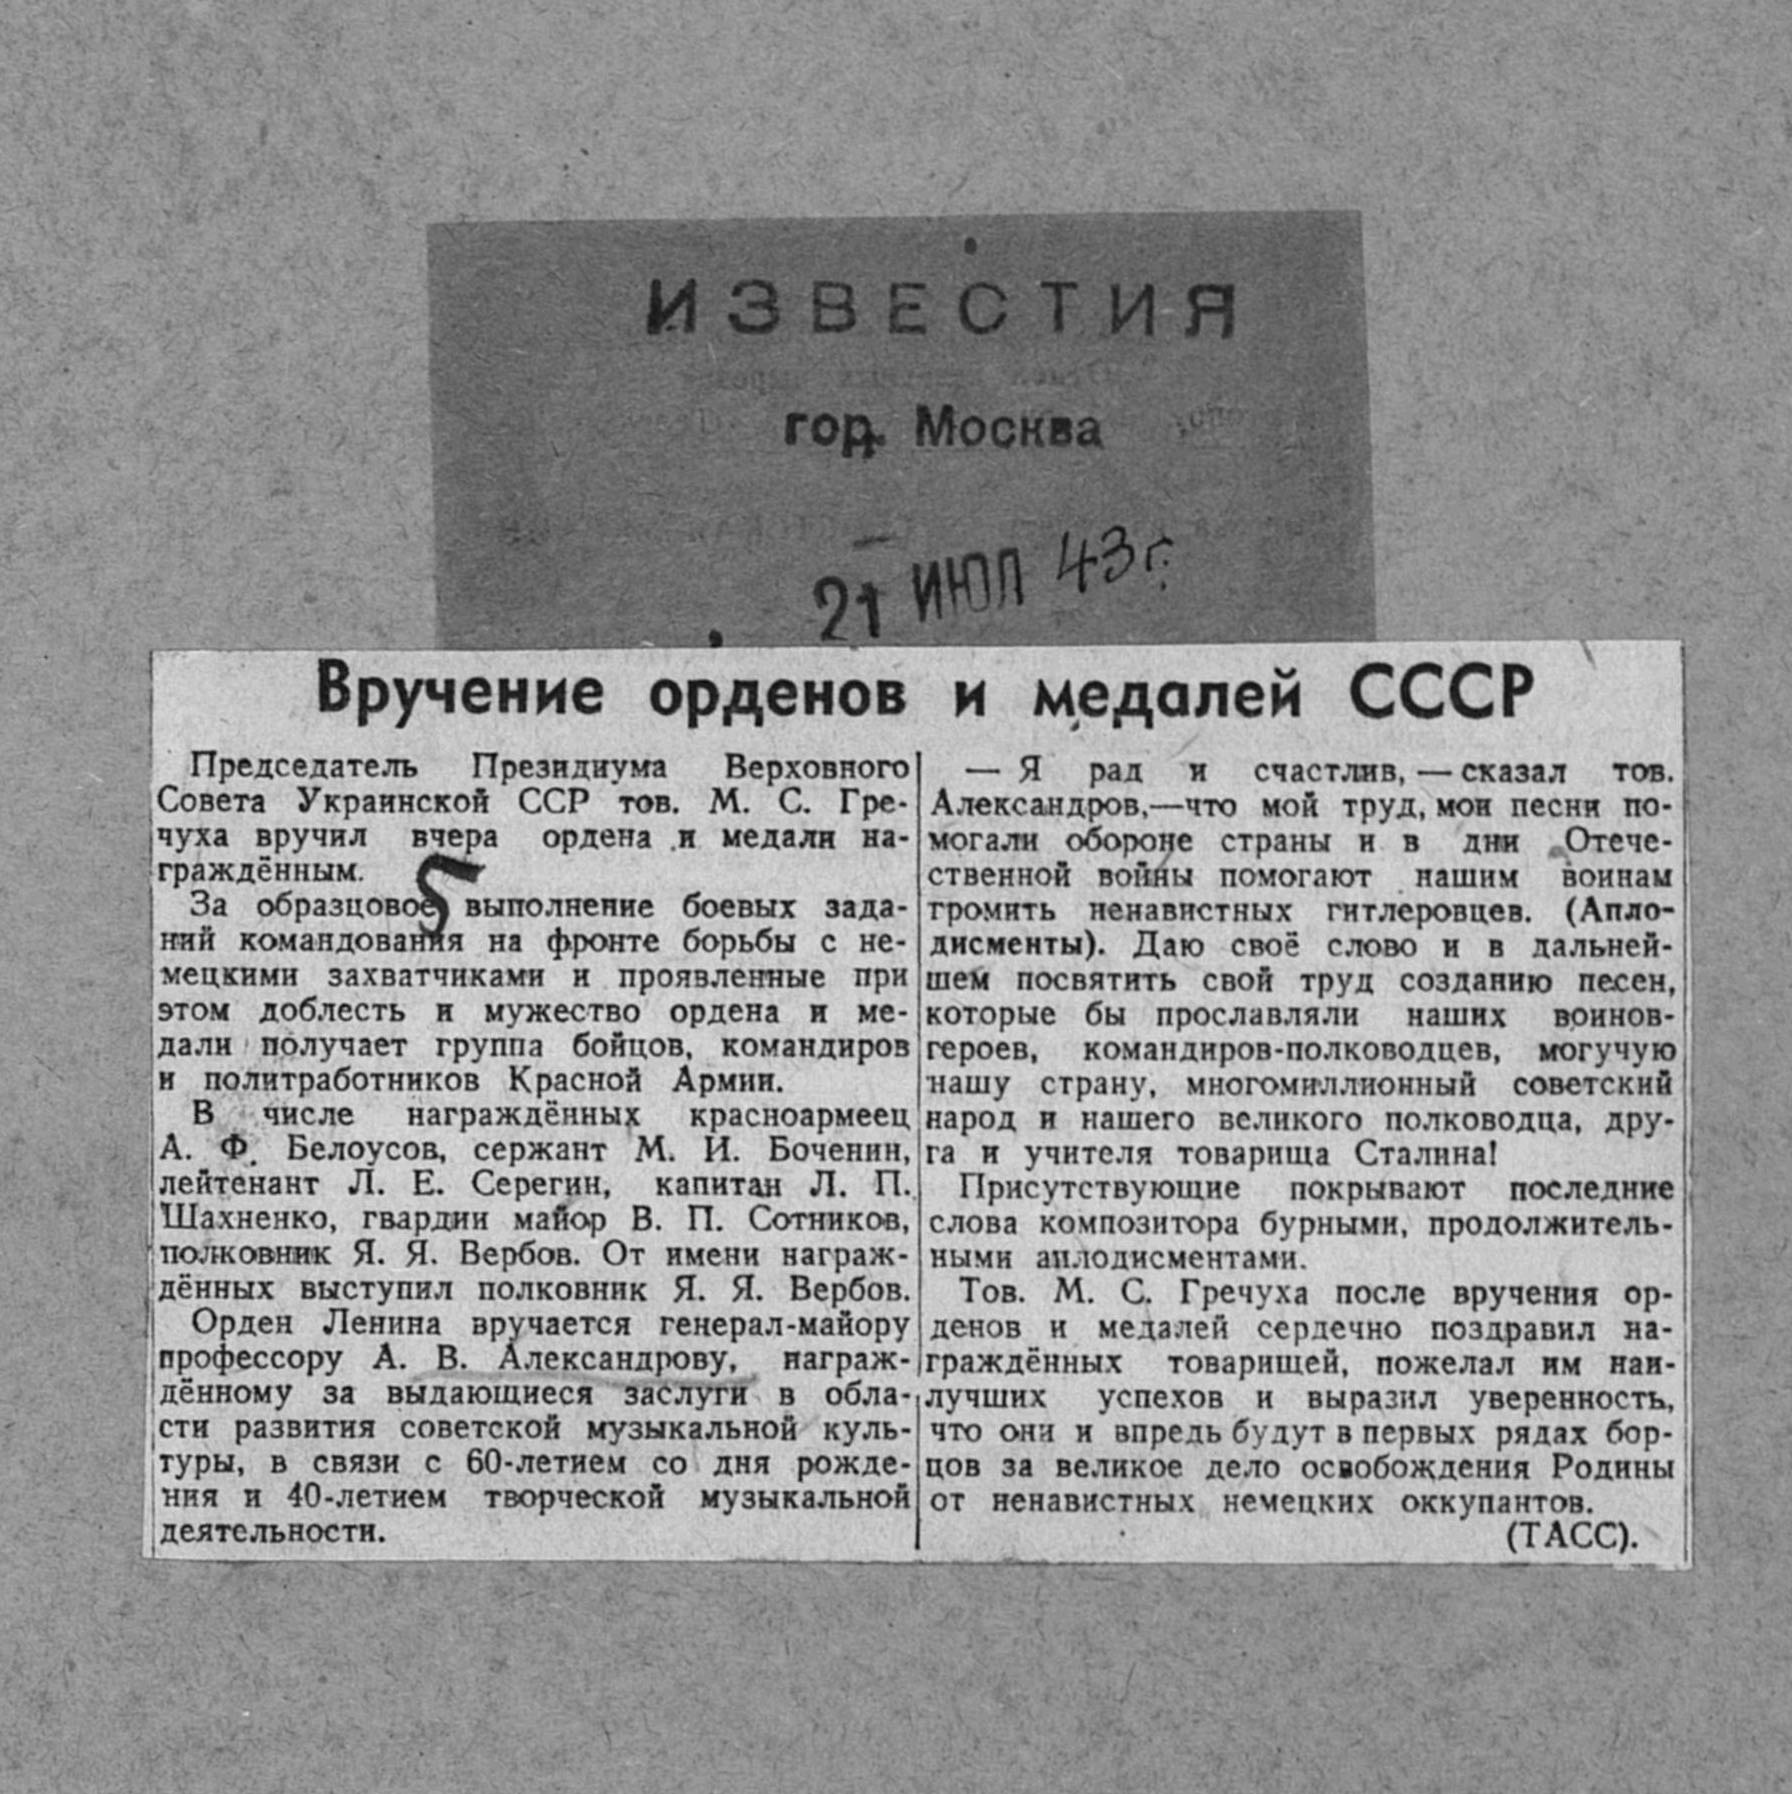 ИЗВЕСТИЯ
гор. Москва
21 ИЮЛ 43г.
Вручение орденов и медалей СССР
Председатель Президиума Верховного
Совета Украинской ССР тов. М. С. Гре-
чуха вручил вчера ордена и медали на-
граждённым.
5
За образцовое выполнение боевых зада-
ний командования на фронте борьбы с не-
мецкими захватчиками и проявленные при
этом доблесть и мужество ордена и ме-
дали получает группа бойцов, командиров
и политработников Красной Армии.
В числе награждённых красноармеец
А. Ф. Белоусов, сержант М. И. Боченин,
лейтенант Л. Е. Серегин, капитан Л. П.
Шахненко, гвардии майор В. П. Сотников,
полковник Я. Я. Вербов. От имени награж-
дённых выступил полковник Я. Я. Вербов.
Орден Ленина вручается генерал-майору
профессору А. В. Александрову, награж-
дённому за выдающиеся заслуги в обла-
сти развития советской музыкальной куль-
туры, в связи с 60-летием со дня рожде-
ния и 40-летием творческой музыкальной
деятельности.
— Я рад и счастлив, — сказал тов.
Александров,—что мой труд, мои песни по-
могали обороне страны и в дни Отече-
ственной войны помогают нашим воинам
громить ненавистных гитлеровцев. (Апло-
дисменты). Даю своё слово и в дальней-
шем посвятить свой труд созданию песен,
которые бы прославляли наших воинов-
героев, командиров-полководцев, могучую
нашу страну, многомиллионный советский
народ и нашего великого полководца, дру-
га и учителя товарища Сталина!
Присутствующие покрывают последние
слова композитора бурными, продолжитель-
ными аплодисментами.
Тов. М. С. Гречуха после вручения ор-
денов и медалей сердечно поздравил на-
граждённых товарищей, пожелал им наи-
лучших успехов и выразил уверенность,
что они и впредь будут в первых рядах бор-
цов за великое дело освобождения Родины
от ненавистных немецких оккупантов.
(ТАСС).